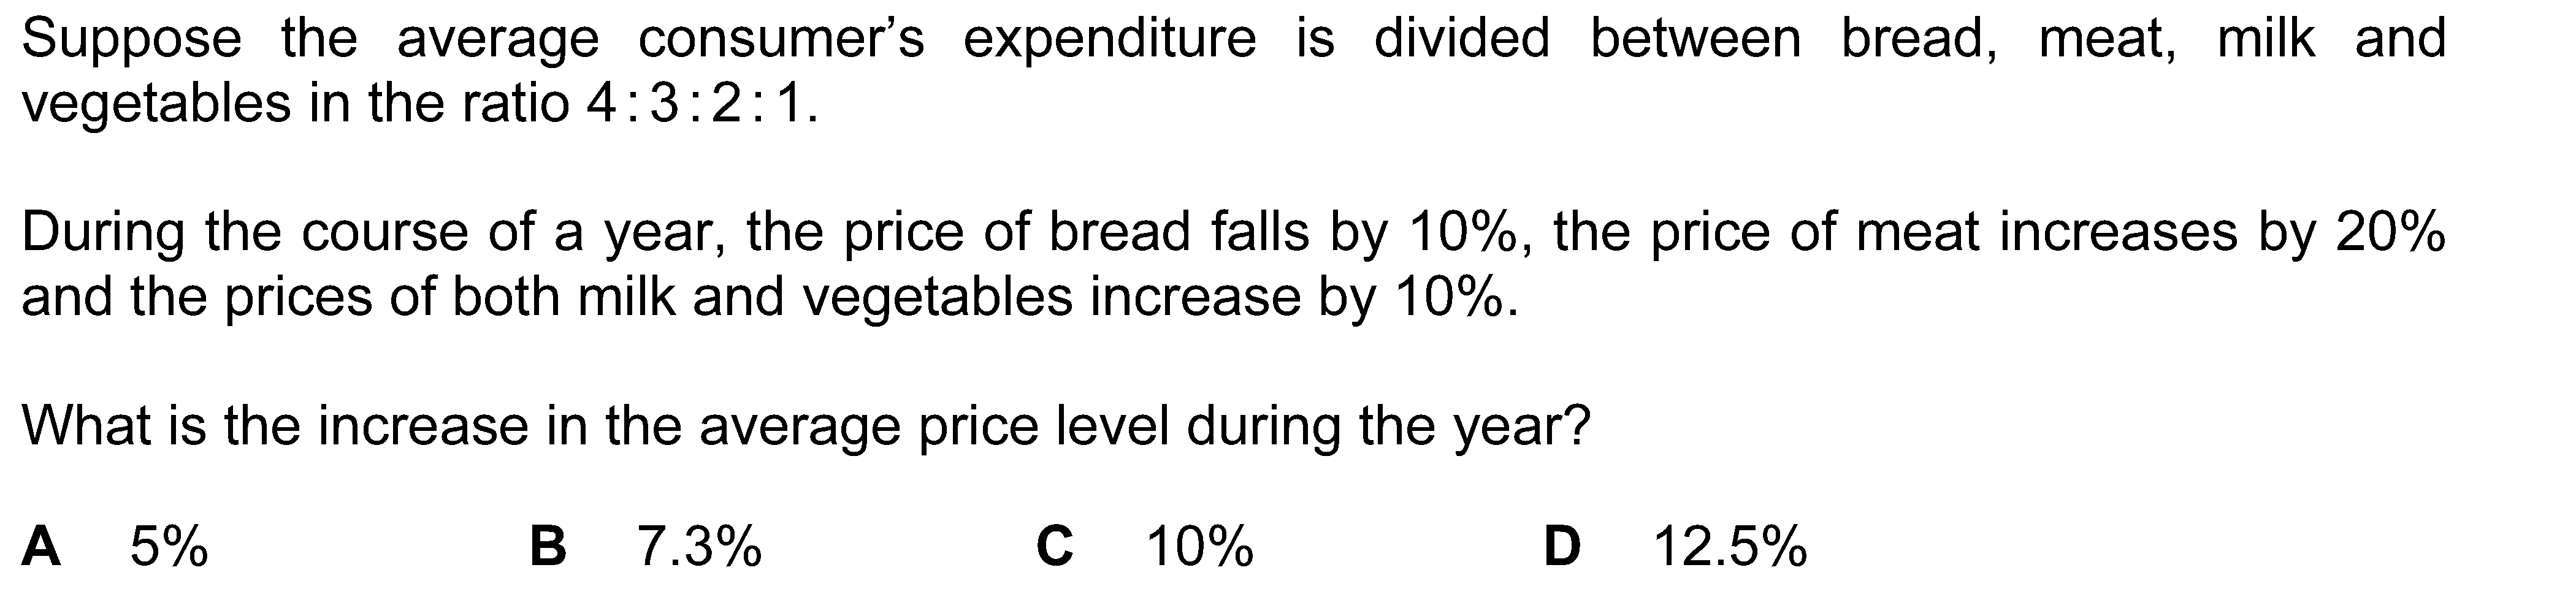 Suppose the average consumer’s expenditure is divided between bread, meat, milk and
vegetables in the ratio 4 : 3 : 2 : 1.
During the course of a year, the price of bread falls by 10%, the price of meat increases by 20%
and the prices of both milk and vegetables increase by 10%.
What is the increase in the average price level during the year?
A 5% B 7.3% C 10% D 12.5%